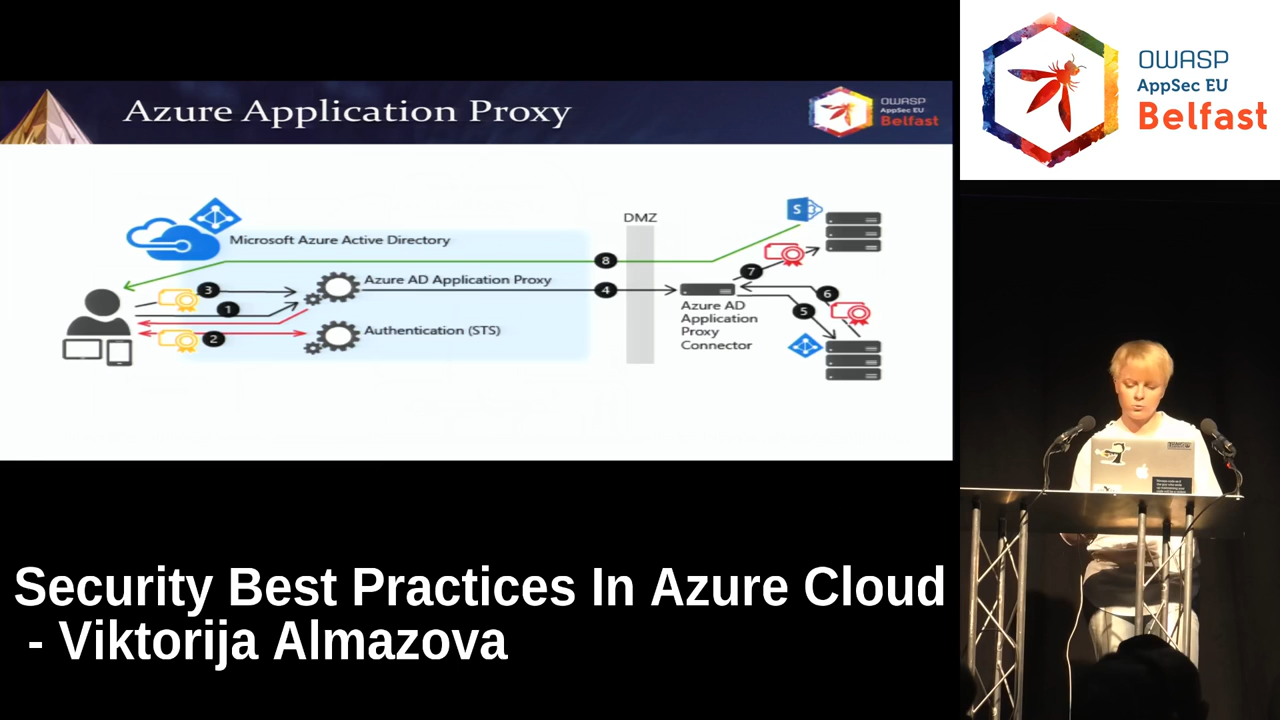 Azure Application Proxy
OWASP
AppSec EU
Belfast
OWASP
AppSec EU
Belfast
DMZ
S
Microsoft Azure Active Directory
8
7
Azure AD Application Proxy
3
4
6
1
5
Azure AD
Application
Proxy
Connector
Authentication (STS)
2
Security Best Practices In Azure Cloud
- Viktorija Almazova